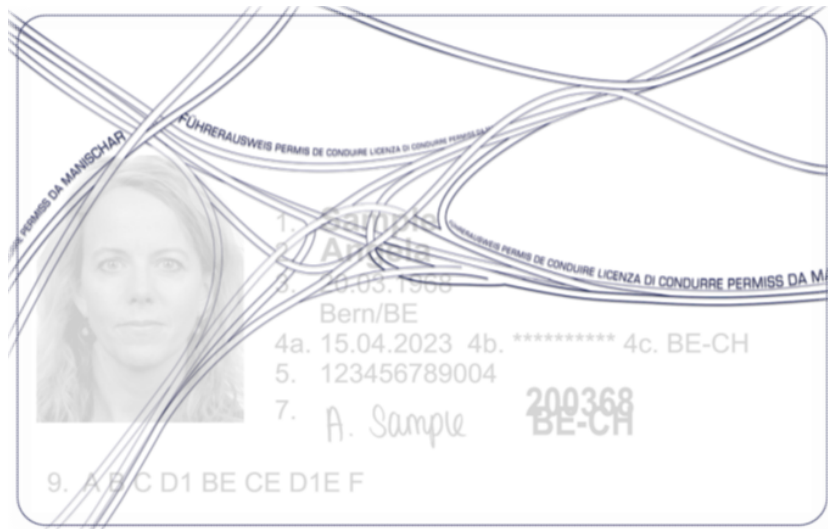 FÜHRERAUSWEIS PERMIS DE CONDUIRE LICENZA DI CONDURRE PERMISS DA
PERMISS DA MANISCHAR
1. Sample
2. Angela
FÜHRERAUSWEIS PERMIS DE CONDUIRE LICENZA DI CONDURRE PERMISS DA MA
3. 20.03.1968
Bern/BE
4a. 15.04.2023 4b. ********** 4c. BE-CH
5. 123456789004
7. A. Sample
200368
BE-CH
9. A B C D1 BE CE D1E F